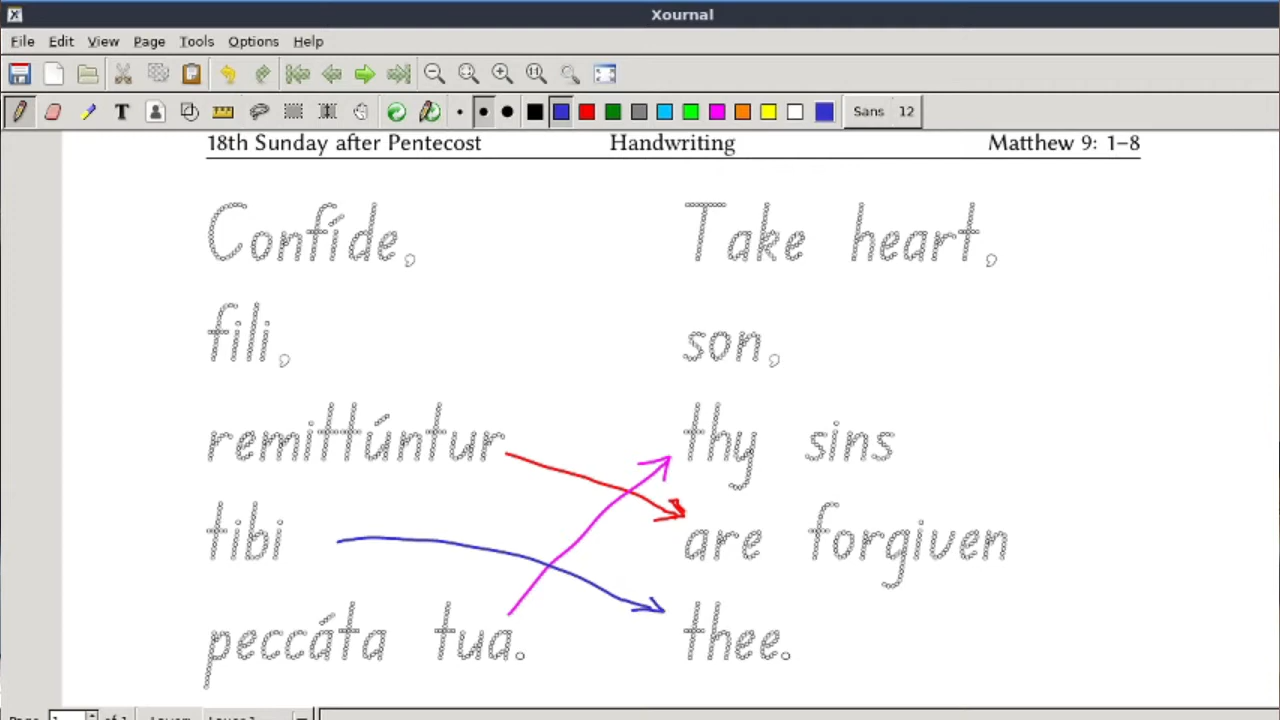 Xournal
File Edit View Page Tools Options Help
Sans 12
18th Sunday after Pentecost Handwriting Matthew 9: 1–8
Confíde, Take heart,
fili, son,
remittúntur thy sins
tibi are forgiven
peccáta tua. thee.